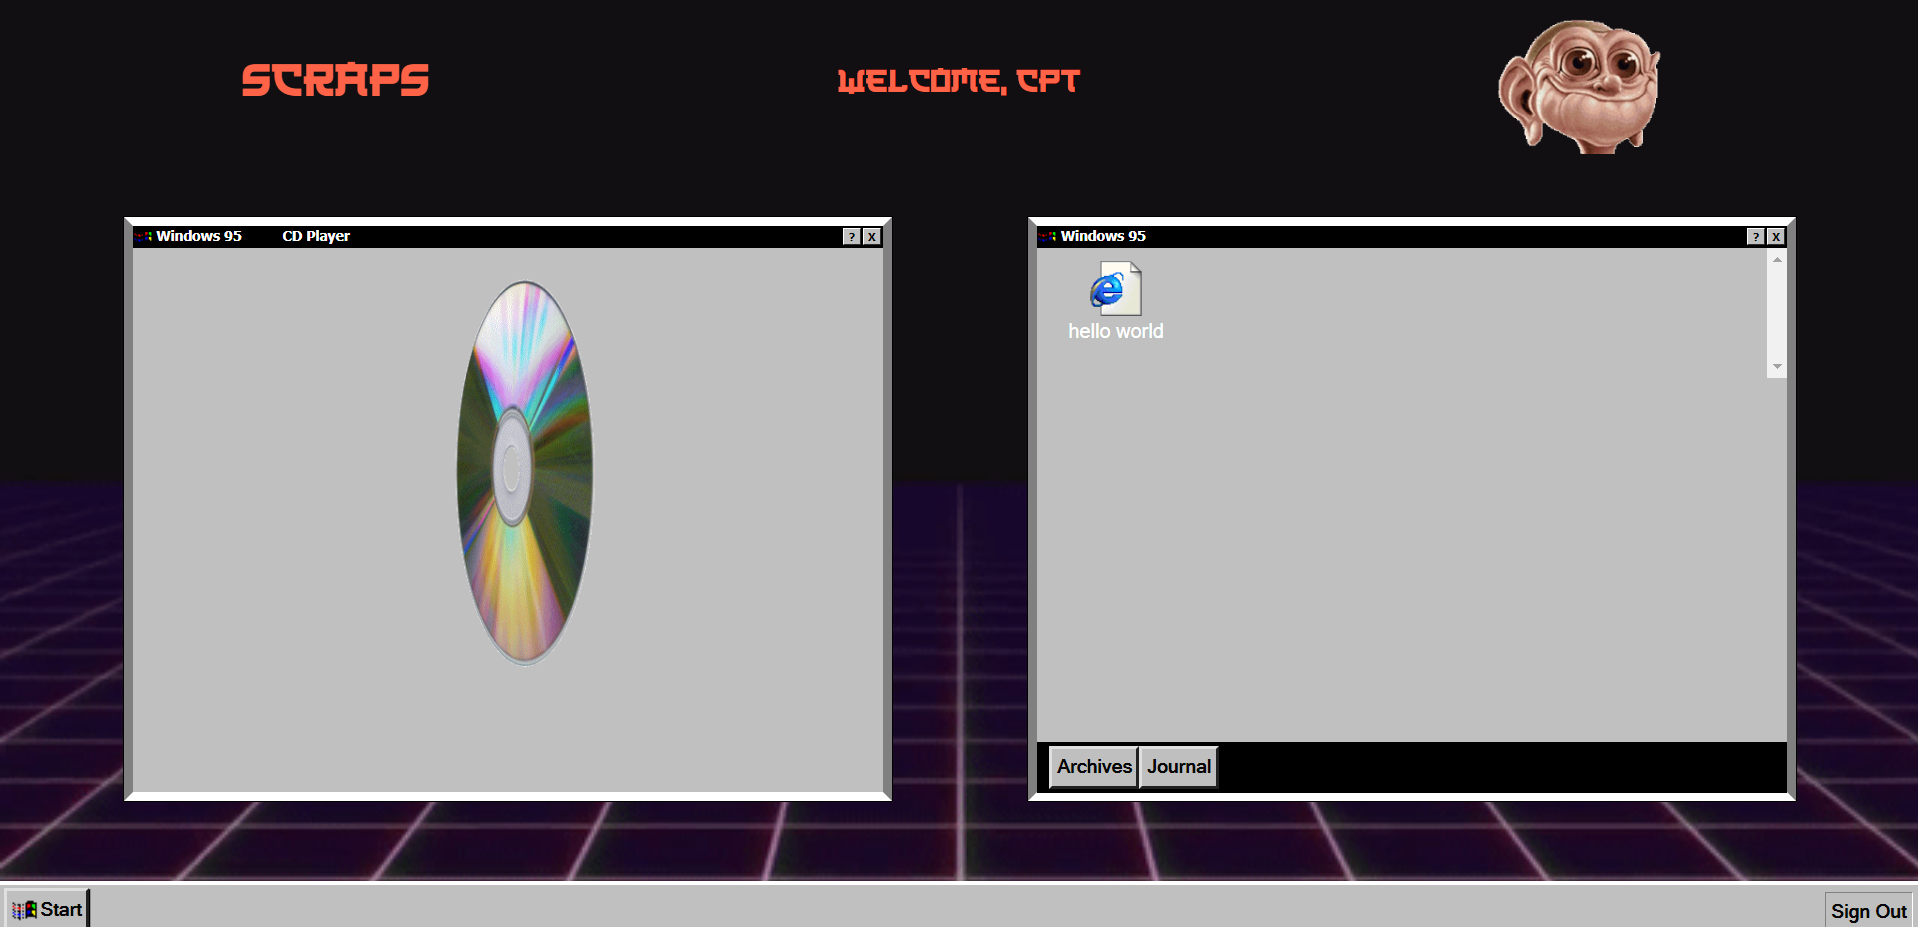 SCRAPS
WELCOME, CPT
Windows 95 CD Player ? X
Windows 95 ? X
hello world
Archives Journal
Start
Sign Out